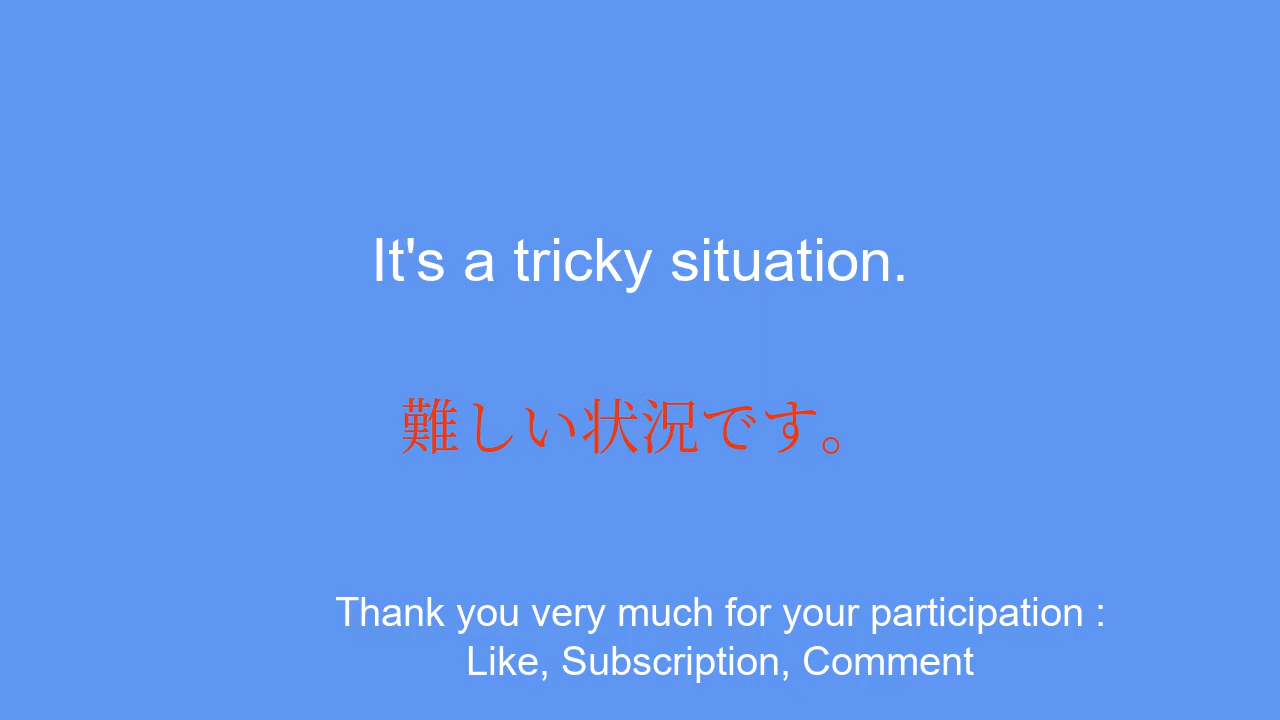 It's a tricky situation.
難しい状況です。
Thank you very much for your participation :
Like, Subscription, Comment